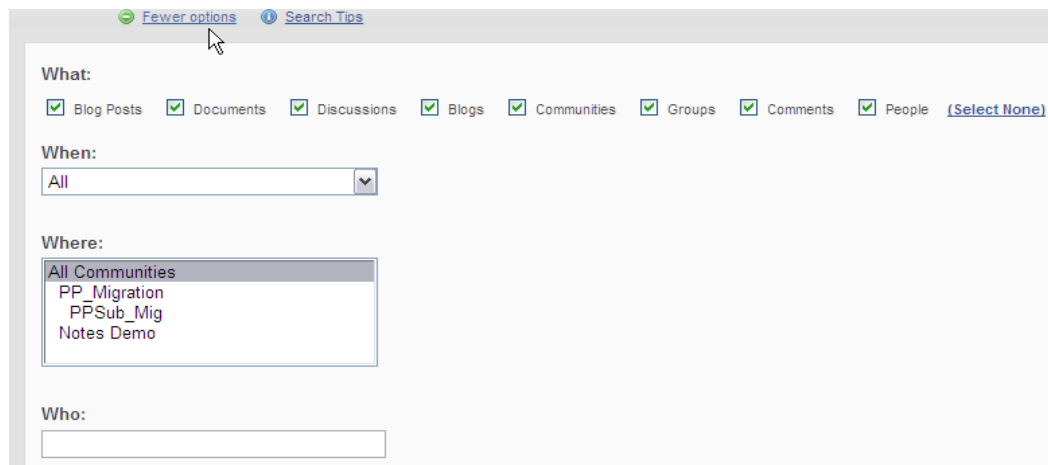 Fewer options Search Tips
What:
Blog Posts Documents Discussions Blogs Communities Groups Comments People (Select None)
When:
All
Where:
All Communities
PP_Migration
PPSub_Mig
Notes Demo
Who: